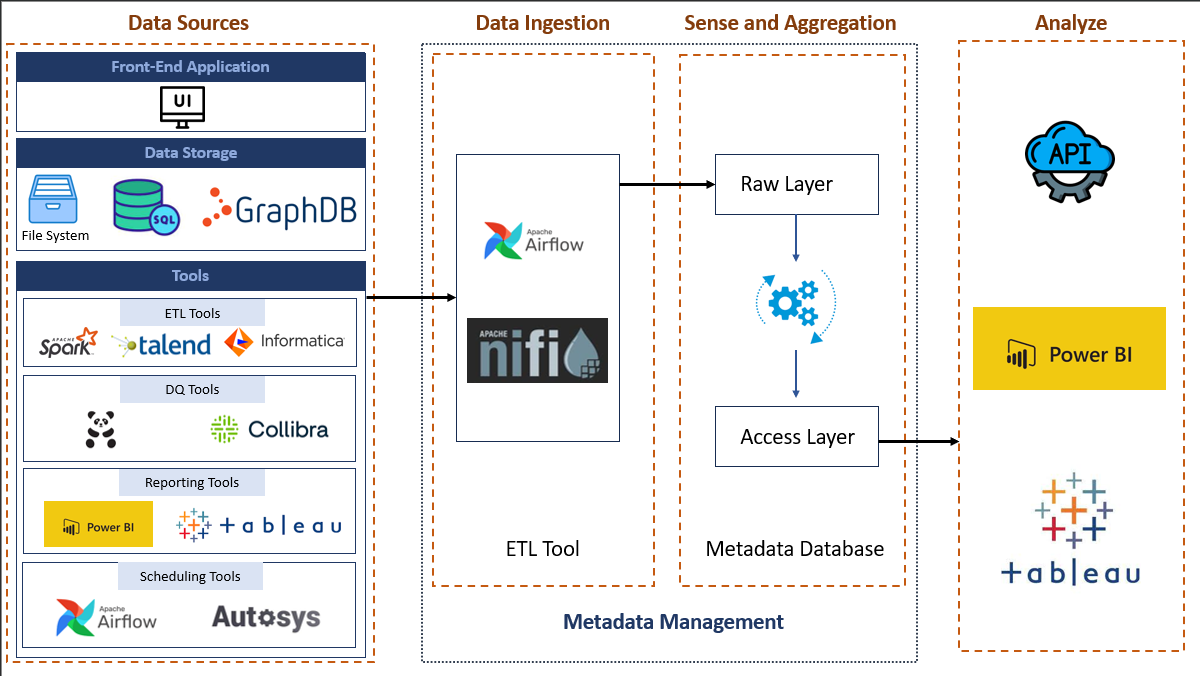 Data Sources
Data Ingestion
Sense and Aggregation
Analyze
Front-End Application
UI
Data Storage
File System
SQL
GraphDB
Tools
ETL Tools
APACHE
Spark
talend
Informatica
DQ Tools
Collibra
Reporting Tools
Power BI
+ableau
Scheduling Tools
Apache
Airflow
Autosys
Apache
Airflow
APACHE
nifi
ETL Tool
Raw Layer
Access Layer
Metadata Database
Metadata Management
API
Power BI
+ableau